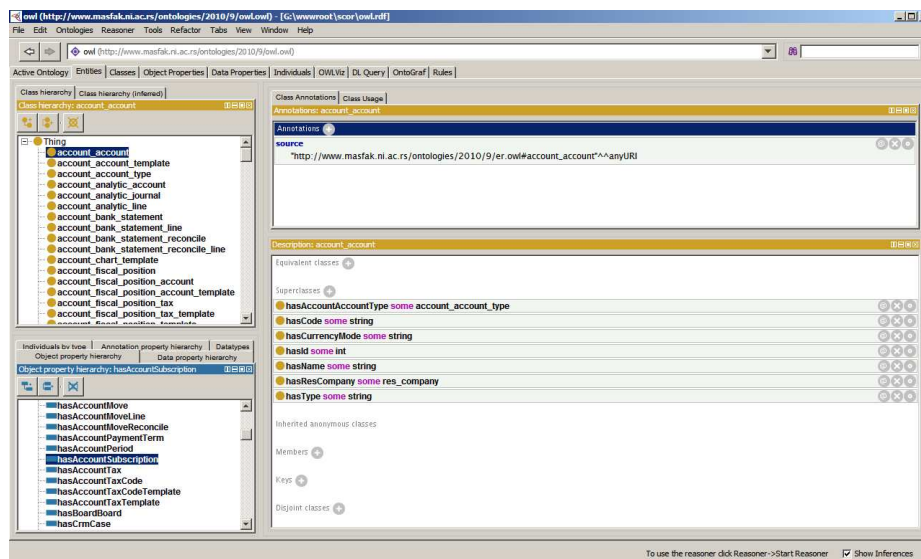 owl (http://www.masfak.ni.ac.rs/ontologies/2010/9/owl.owl) - [G:\wwwroot\scor\owl.rdf]
File Edit Ontologies Reasoner Tools Refactor Tabs View Window Help
owl (http://www.masfak.ni.ac.rs/ontologies/2010/9/owl.owl)
Active Ontology Entities Classes Object Properties Data Properties Individuals OWLViz DL Query OntoGraf Rules
Class hierarchy Class hierarchy (inferred)
Class hierarchy: account_account
Thing
account_account
account_account_template
account_account_type
account_analytic_account
account_analytic_journal
account_analytic_line
account_bank_statement
account_bank_statement_line
account_bank_statement_reconcile
account_bank_statement_reconcile_line
account_chart_template
account_fiscal_position
account_fiscal_position_account
account_fiscal_position_account_template
account_fiscal_position_tax
account_fiscal_position_tax_template
account_fiscal_position_template
Individuals by type Annotation property hierarchy Datatypes
Object property hierarchy Data property hierarchy
Object property hierarchy: hasAccountSubscription
hasAccountMove
hasAccountMoveLine
hasAccountMoveReconcile
hasAccountPaymentTerm
hasAccountPeriod
hasAccountSubscription
hasAccountTax
hasAccountTaxCode
hasAccountTaxCodeTemplate
hasAccountTaxTemplate
hasBoardBoard
hasCrmCase
Class Annotations Class Usage
Annotations: account_account
Annotations
source
"http://www.masfak.ni.ac.rs/ontologies/2010/9/er.owl#account_account"^^anyURI
Description: account_account
Equivalent classes
Superclasses
hasAccountAccountType some account_account_type
hasCode some string
hasCurrencyMode some string
hasId some int
hasName some string
hasResCompany some res_company
hasType some string
Inherited anonymous classes
Members
Keys
Disjoint classes
To use the reasoner click Reasoner->Start Reasoner Show Inferences